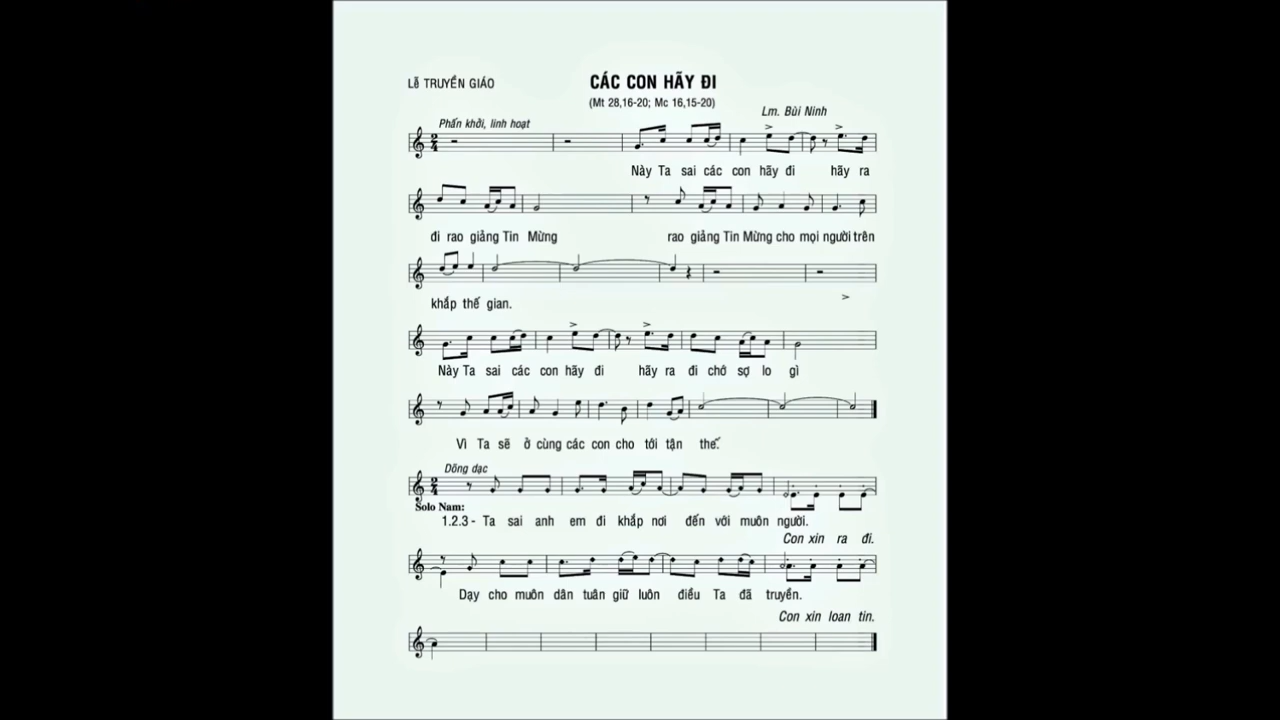 Lễ TRUYỀN GIÁO
CÁC CON HÃY ĐI
(Mt 28,16-20; Mc 16,15-20)
Lm. Bùi Ninh
Phấn khởi, linh hoạt
Này Ta sai các con hãy đi hãy ra
đi rao giảng Tin Mừng rao giảng Tin Mừng cho mọi người trên
khắp thế gian.
Này Ta sai các con hãy đi hãy ra đi chớ sợ lo gì
Vì Ta sẽ ở cùng các con cho tới tận thế.
Dõng dạc
Solo Nam:
1.2.3 - Ta sai anh em đi khắp nơi đến với muôn người.
Con xin ra đi.
Dạy cho muôn dân tuân giữ luôn điều Ta đã truyền.
Con xin loan tin.